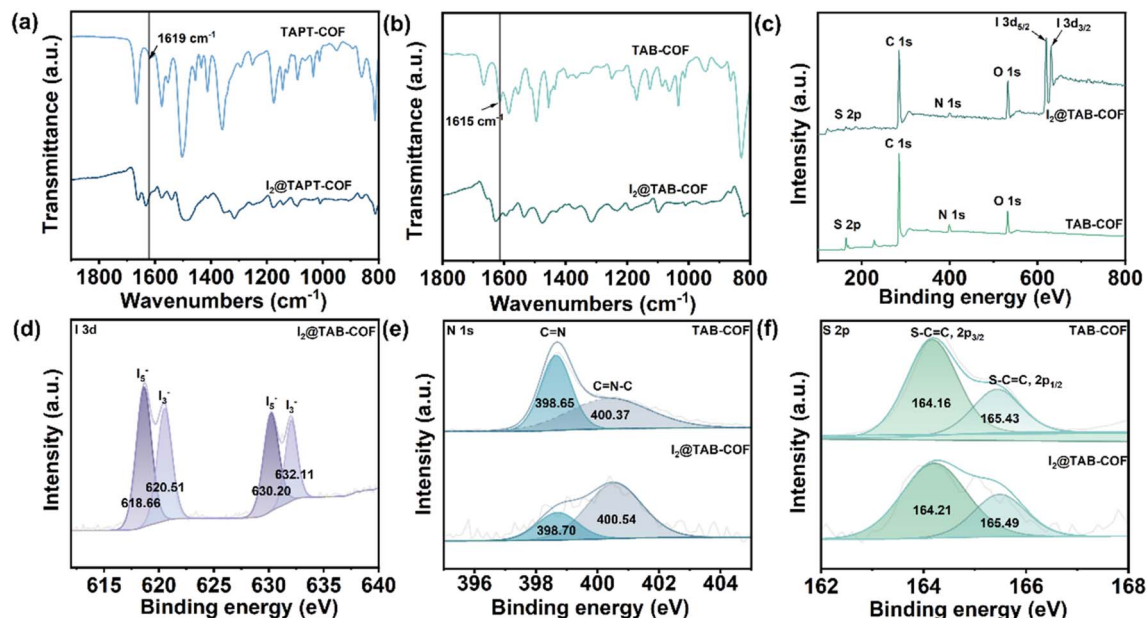 (a)
TAPT-COF
1619 cm⁻¹
I₂@TAPT-COF
Transmittance (a.u.)
1800 1600 1400 1200 1000 800
Wavenumbers (cm⁻¹)
(b)
TAB-COF
1615 cm⁻¹
I₂@TAB-COF
Transmittance (a.u.)
1800 1600 1400 1200 1000 800
Wavenumbers (cm⁻¹)
(c)
I 3d₅/₂
I 3d₃/₂
C 1s
O 1s
N 1s
S 2p
I₂@TAB-COF
C 1s
O 1s
N 1s
S 2p
TAB-COF
Intensity (a.u.)
200 400 600 800
Binding energy (eV)
(d)
I 3d
I₂@TAB-COF
I₅⁻
I₃⁻
I₅⁻
I₃⁻
618.66
620.51
630.20
632.11
Intensity (a.u.)
615 620 625 630 635 640
Binding energy (eV)
(e)
N 1s
TAB-COF
C=N
C=N-C
398.65
400.37
I₂@TAB-COF
398.70
400.54
Intensity (a.u.)
396 398 400 402 404
Binding energy (eV)
(f)
S 2p
TAB-COF
S-C=C, 2p₃/₂
S-C=C, 2p₁/₂
164.16
165.43
I₂@TAB-COF
164.21
165.49
Intensity (a.u.)
162 164 166 168
Binding energy (eV)